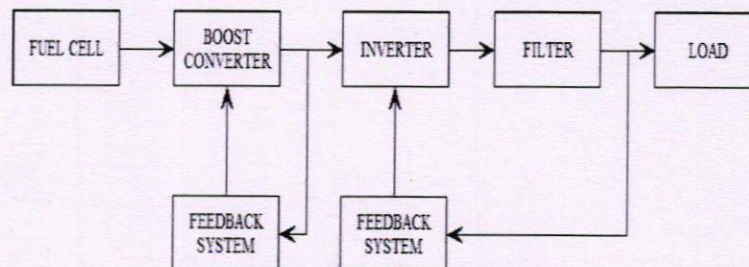 FUEL CELL
BOOST
CONVERTER
INVERTER
FILTER
LOAD
FEEDBACK
SYSTEM
FEEDBACK
SYSTEM